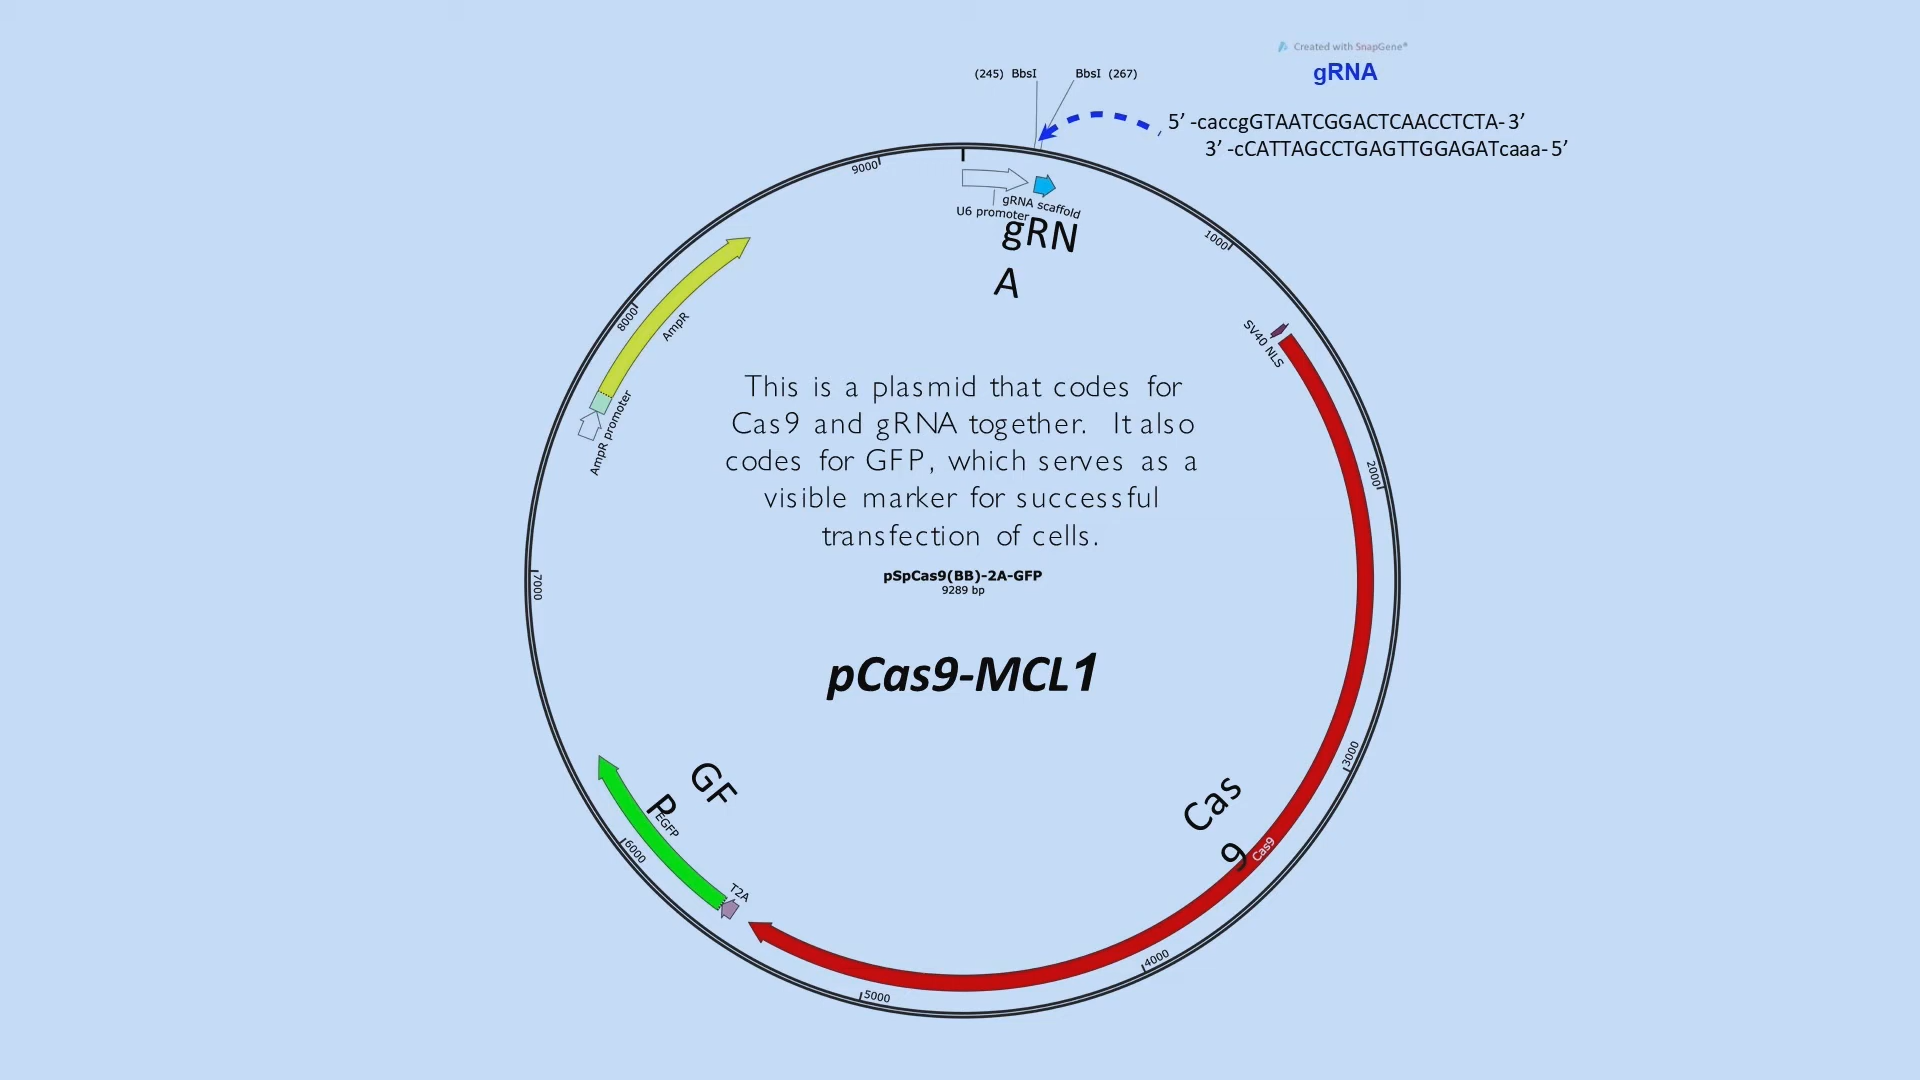 Created with SnapGene®
gRNA
(245) BbsI
BbsI (267)
5’ -caccgGTAATCGGACTCAACCTCTA- 3’
3’ -cCATTAGCCTGAGTTGGAGATcaaa- 5’
9000
1000
2000
3000
4000
5000
6000
7000
8000
U6 promoter
gRNA scaffold
gRN
A
SV40 NLS
AmpR
AmpR promoter
This is a plasmid that codes for
Cas9 and gRNA together. It also
codes for GFP, which serves as a
visible marker for successful
transfection of cells.
pSpCas9(BB)-2A-GFP
9289 bp
pCas9-MCL1
GF
P
EGFP
T2A
Cas
9
Cas9